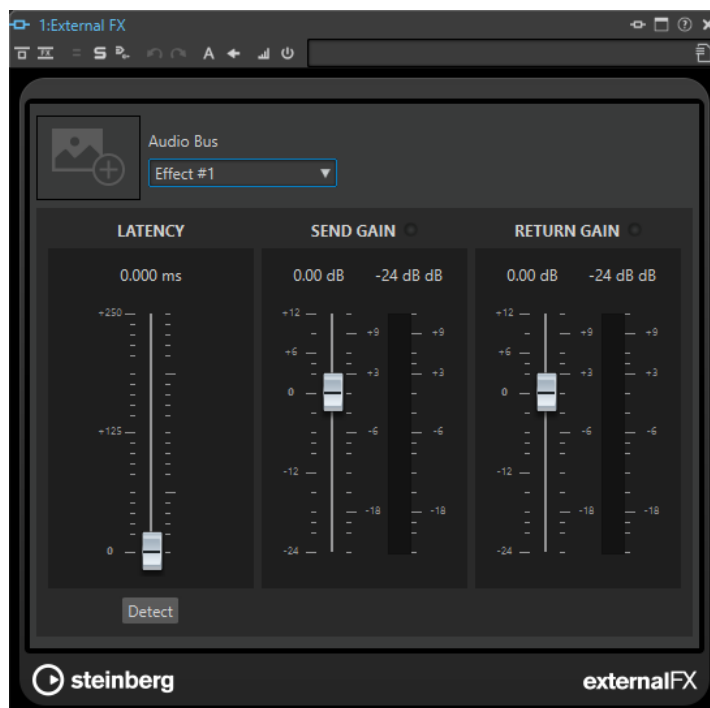 1:External FX
FX = S A
Audio Bus
Effect #1
LATENCY SEND GAIN RETURN GAIN
0.000 ms 0.00 dB -24 dB dB 0.00 dB -24 dB dB
+250 +12 +12
+9 +9 +9 +9
+6 +6
+3 +3 +3 +3
0 0
+125 -6 -6 -6 -6
-12 -12
-18 -18 -18 -18
0 -24 -24
Detect
steinberg externalFX